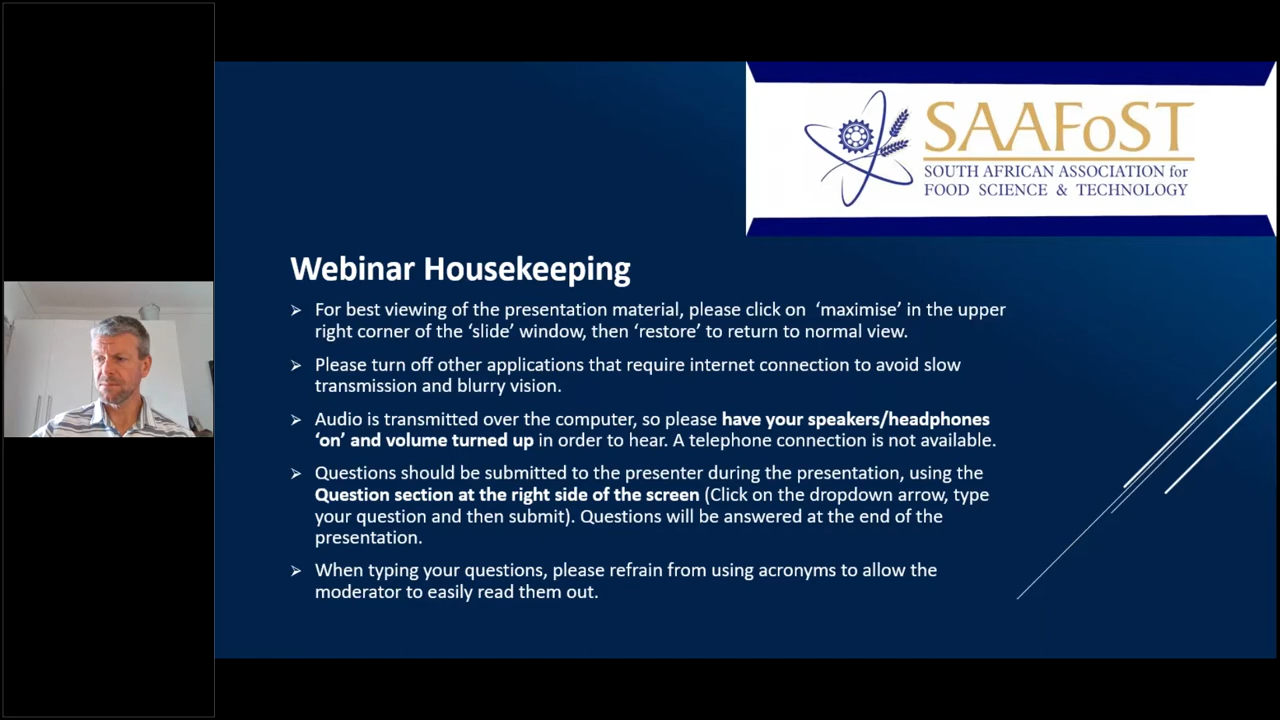 SAAFoST
SOUTH AFRICAN ASSOCIATION for
FOOD SCIENCE & TECHNOLOGY
Webinar Housekeeping
➢ For best viewing of the presentation material, please click on ‘maximise’ in the upper
right corner of the ‘slide’ window, then ‘restore’ to return to normal view.
➢ Please turn off other applications that require internet connection to avoid slow
transmission and blurry vision.
➢ Audio is transmitted over the computer, so please have your speakers/headphones
‘on’ and volume turned up in order to hear. A telephone connection is not available.
➢ Questions should be submitted to the presenter during the presentation, using the
Question section at the right side of the screen (Click on the dropdown arrow, type
your question and then submit). Questions will be answered at the end of the
presentation.
➢ When typing your questions, please refrain from using acronyms to allow the
moderator to easily read them out.